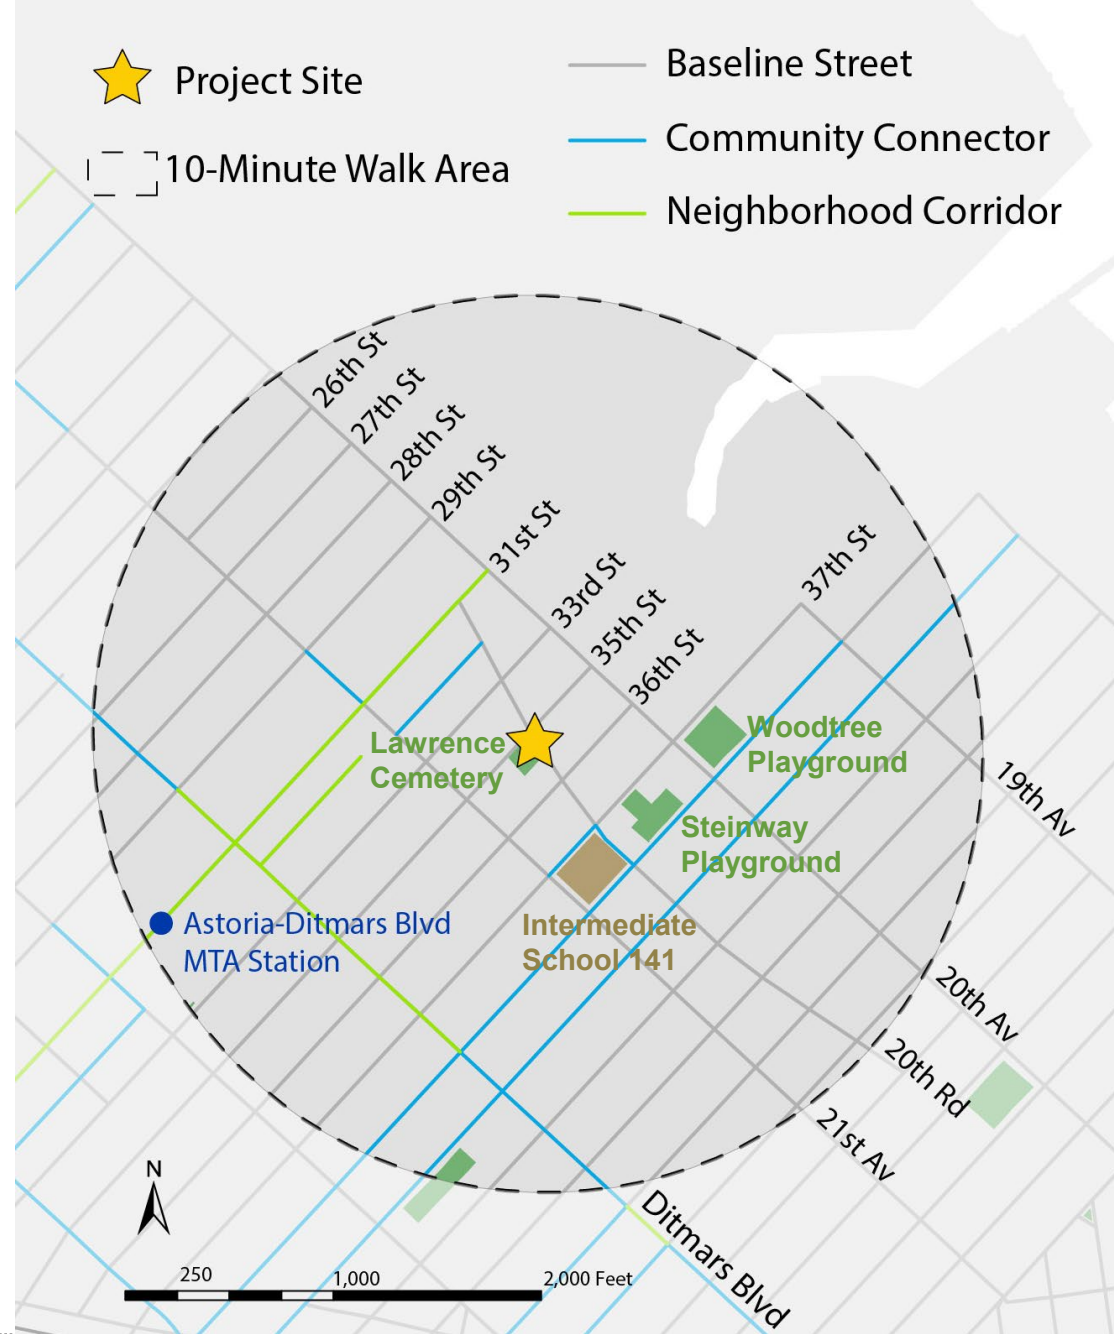 Project Site
10-Minute Walk Area
Baseline Street
Community Connector
Neighborhood Corridor
26th St
27th St
28th St
29th St
31st St
33rd St
35th St
36th St
37th St
Woodtree
Playground
Lawrence
Cemetery
Steinway
Playground
19th Av
Intermediate
School 141
Astoria-Ditmars Blvd
MTA Station
20th Av
20th Rd
21st Av
Ditmars Blvd
N
250
1,000
2,000 Feet